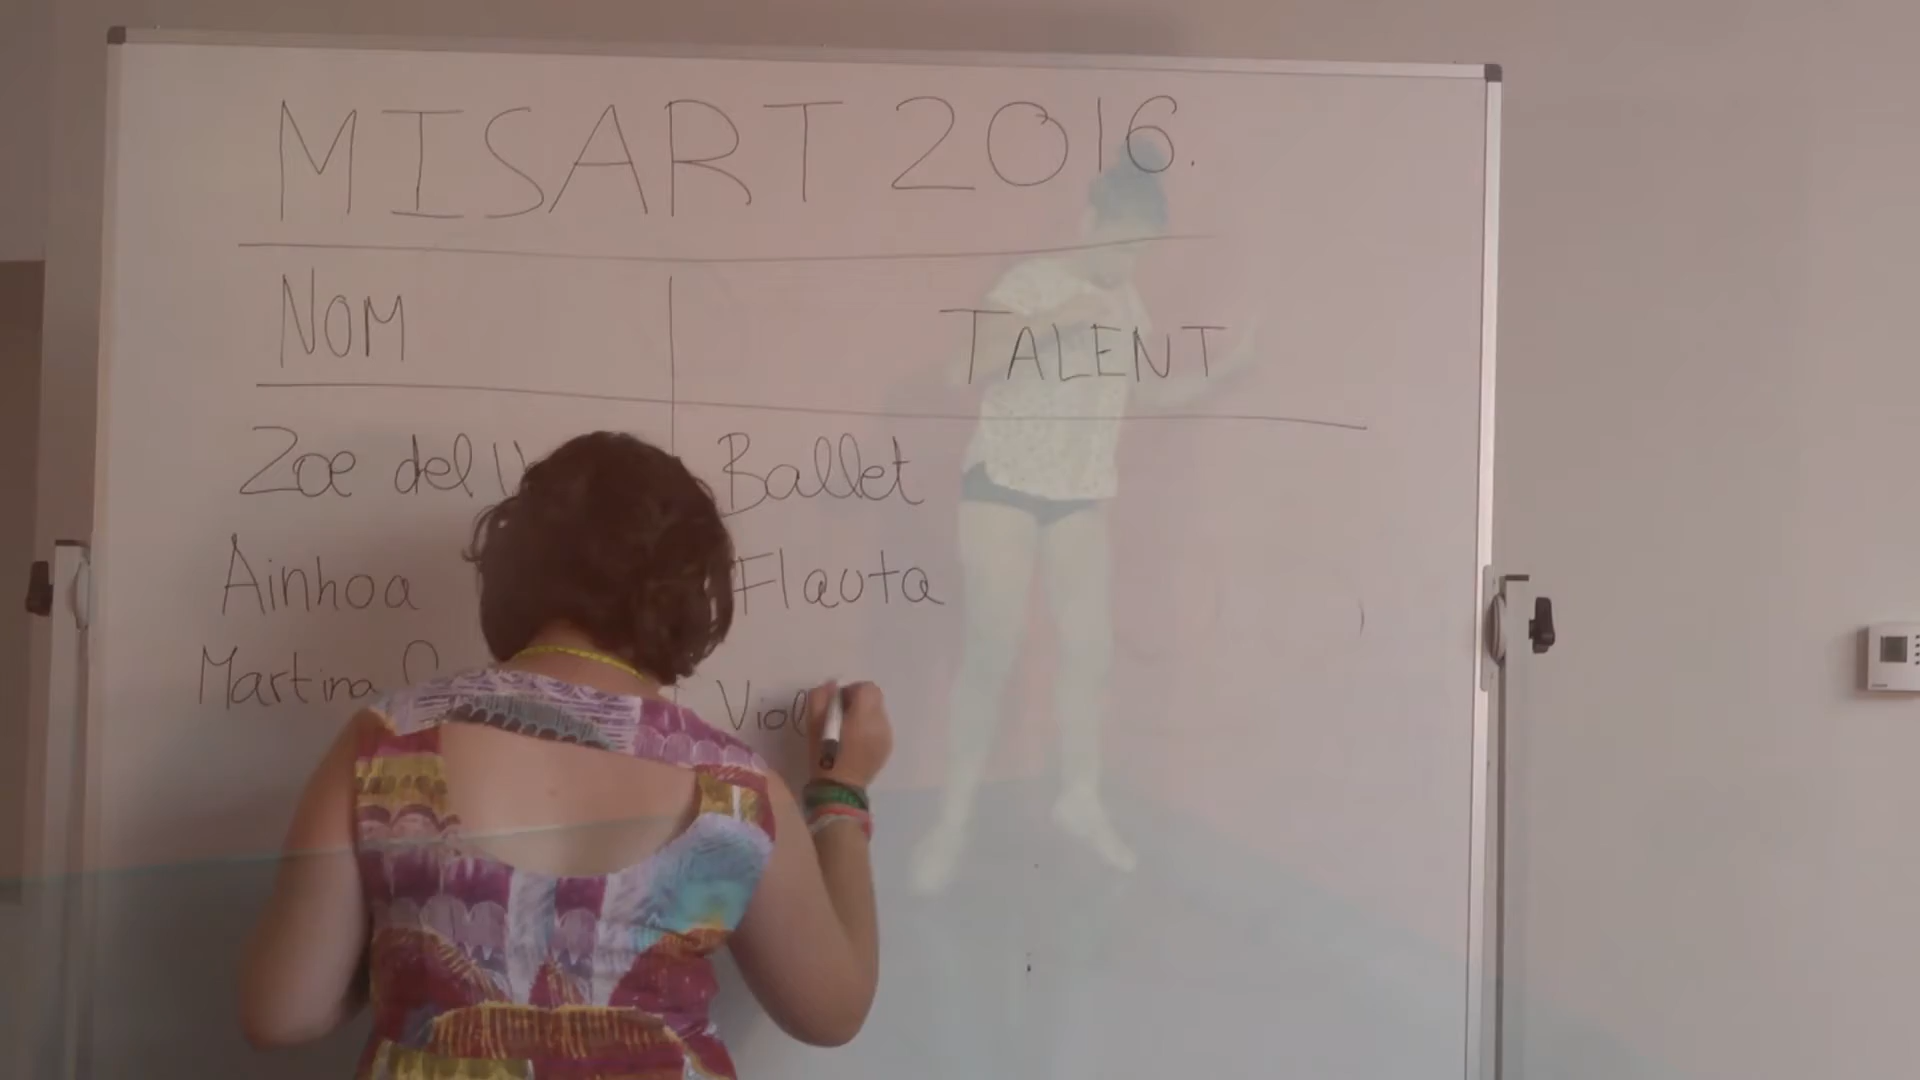 MISART 2016.
NOM TALENT
Zoe del Ballet
Ainhoa Flauta
Martina Viol